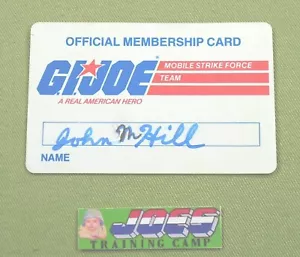 OFFICIAL MEMBERSHIP CARD
G.I.JOE
MOBILE STRIKE FORCE
TEAM
A REAL AMERICAN HERO
John M Hill
NAME
JOES
TRAINING CAMP